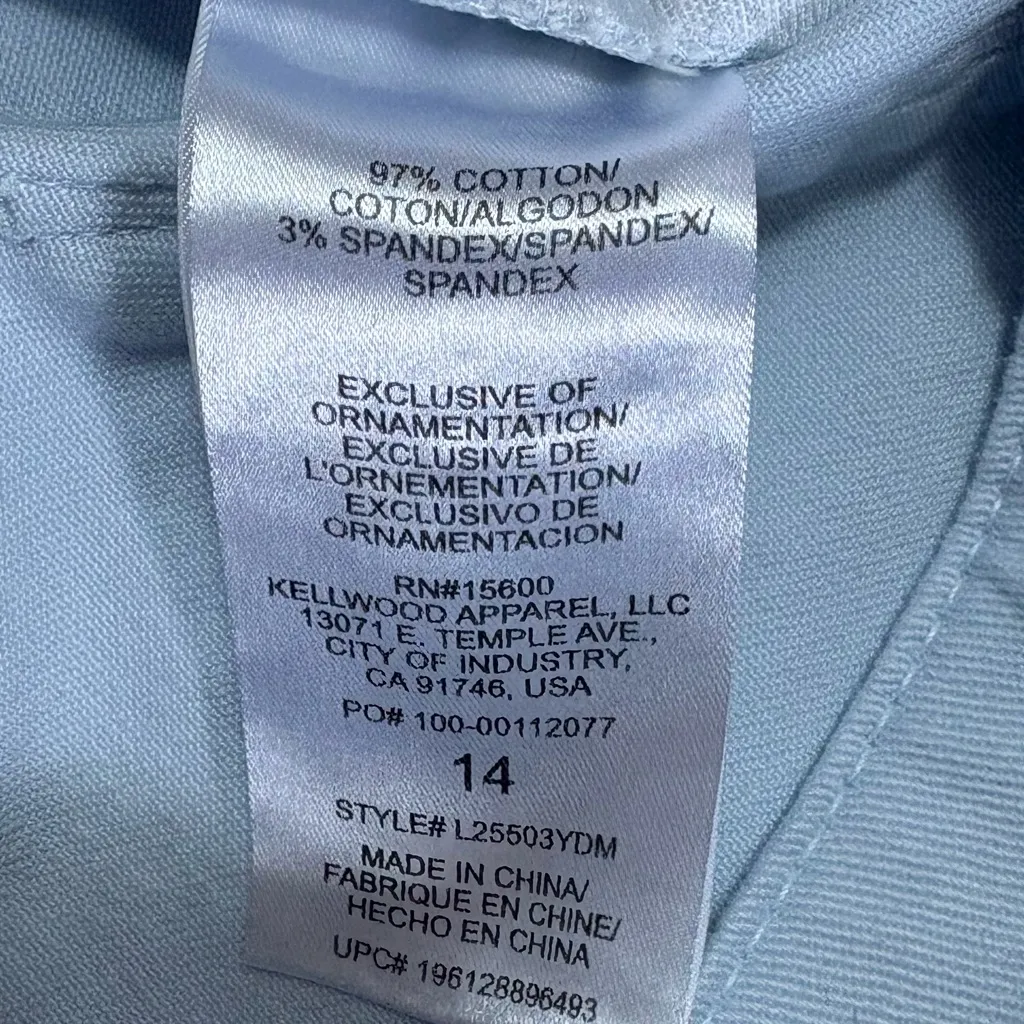 97% COTTON/
COTON/ALGODON
3% SPANDEX/SPANDEX/
SPANDEX
EXCLUSIVE OF
ORNAMENTATION/
EXCLUSIVE DE
L'ORNEMENTATION/
EXCLUSIVO DE
ORNAMENTACION
RN#15600
KELLWOOD APPAREL, LLC
13071 E. TEMPLE AVE.,
CITY OF INDUSTRY,
CA 91746, USA
PO# 100-00112077
14
STYLE# L25503YDM
MADE IN CHINA/
FABRIQUE EN CHINE/
HECHO EN CHINA
UPC# 196128896493